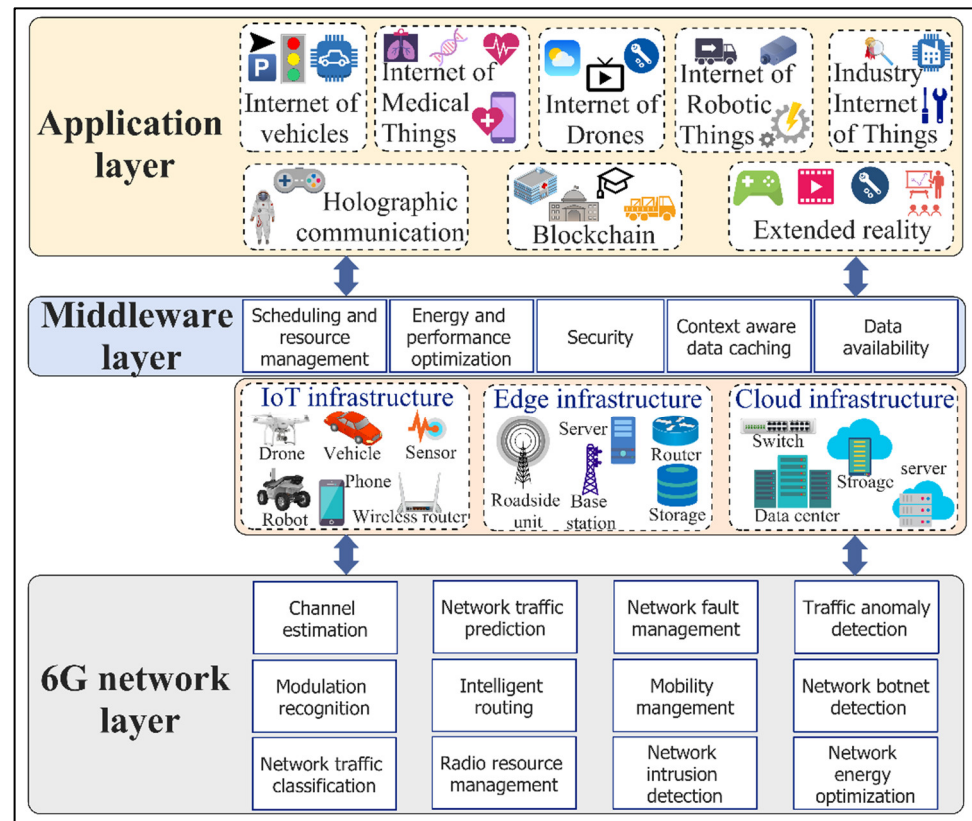 Application
layer
P
Internet of
vehicles
Internet of
Medical
Things
Internet of
Drones
Internet of
Robotic
Things
Industry
Internet
of Things
Holographic
communication
Blockchain
Extended reality
Middleware
layer
Scheduling and
resource
management
Energy and
performance
optimization
Security
Context aware
data caching
Data
availability
IoT infrastructure
Drone
Vehicle
Sensor
Robot
Phone
Wireless router
Edge infrastructure
Server
Router
Roadside
unit
Base
station
Storage
Cloud infrastructure
Switch
Stroage
server
Data center
6G network
layer
Channel
estimation
Network traffic
prediction
Network fault
management
Traffic anomaly
detection
Modulation
recognition
Intelligent
routing
Mobility
mangement
Network botnet
detection
Network traffic
classification
Radio resource
management
Network
intrusion
detection
Network
energy
optimization